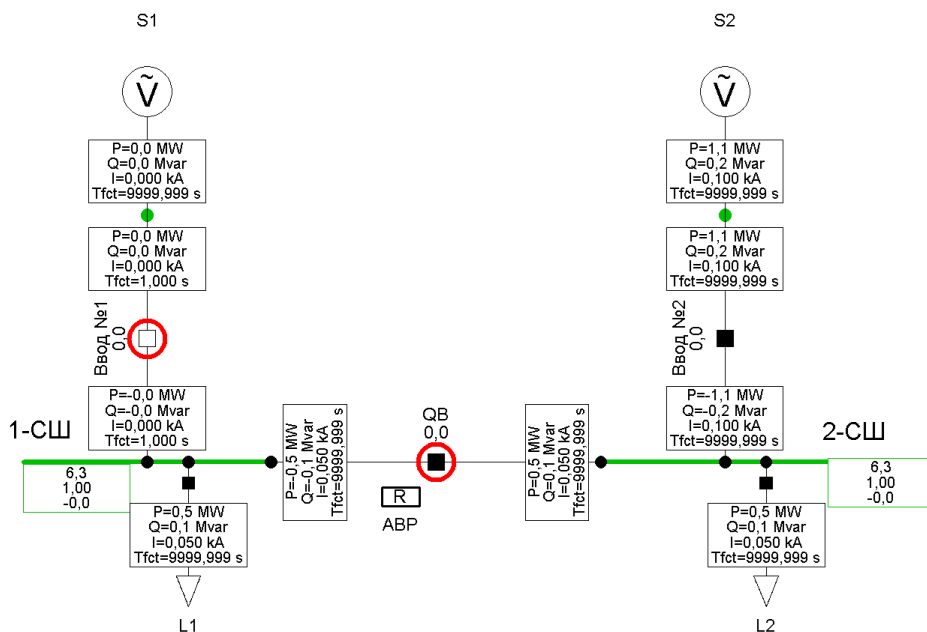 S1
S2
Ṽ
Ṽ
P=0,0 MW
Q=0,0 Mvar
I=0,000 kA
Tfct=9999,999 s
P=1,1 MW
Q=0,2 Mvar
I=0,100 kA
Tfct=9999,999 s
P=0,0 MW
Q=0,0 Mvar
I=0,000 kA
Tfct=1,000 s
P=1,1 MW
Q=0,2 Mvar
I=0,100 kA
Tfct=9999,999 s
Ввод №1
0,0
Ввод №2
0,0
P=-0,0 MW
Q=-0,0 Mvar
I=0,000 kA
Tfct=1,000 s
P=-1,1 MW
Q=-0,2 Mvar
I=0,100 kA
Tfct=9999,999 s
1-СШ
2-СШ
P=-0,5 MW
Q=-0,1 Mvar
I=0,050 kA
Tfct=9999,999 s
QB
0,0
P=0,5 MW
Q=0,1 Mvar
I=0,050 kA
Tfct=9999,999 s
6,3
1,00
-0,0
R
АВР
6,3
1,00
-0,0
P=0,5 MW
Q=0,1 Mvar
I=0,050 kA
Tfct=9999,999 s
P=0,5 MW
Q=0,1 Mvar
I=0,050 kA
Tfct=9999,999 s
L1
L2